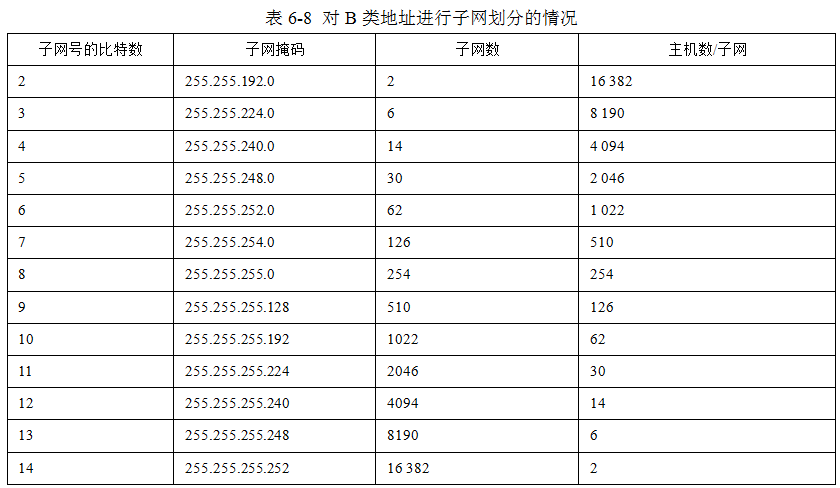 表 6-8 对 B 类地址进行子网划分的情况
子网号的比特数 子网掩码 子网数 主机数/子网
2 255.255.192.0 2 16 382
3 255.255.224.0 6 8 190
4 255.255.240.0 14 4 094
5 255.255.248.0 30 2 046
6 255.255.252.0 62 1 022
7 255.255.254.0 126 510
8 255.255.255.0 254 254
9 255.255.255.128 510 126
10 255.255.255.192 1022 62
11 255.255.255.224 2046 30
12 255.255.255.240 4094 14
13 255.255.255.248 8190 6
14 255.255.255.252 16 382 2